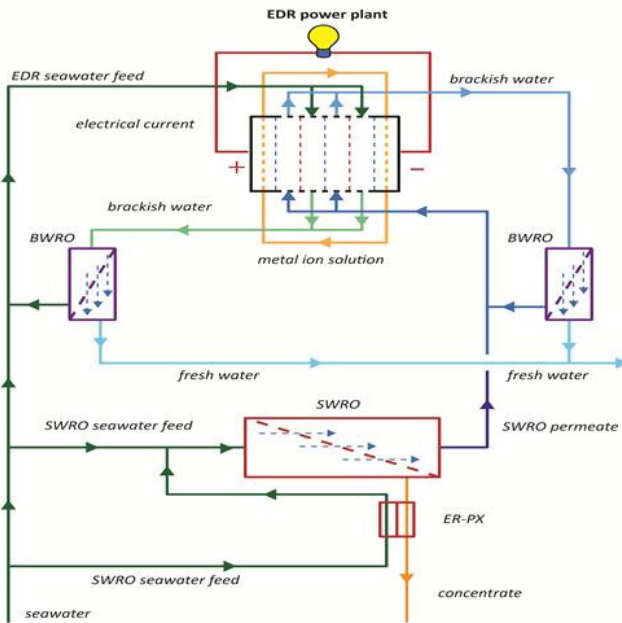 EDR power plant
EDR seawater feed
brackish water
electrical current
+
−
brackish water
BWRO
BWRO
metal ion solution
fresh water
fresh water
SWRO
SWRO seawater feed
SWRO permeate
ER-PX
SWRO seawater feed
concentrate
seawater